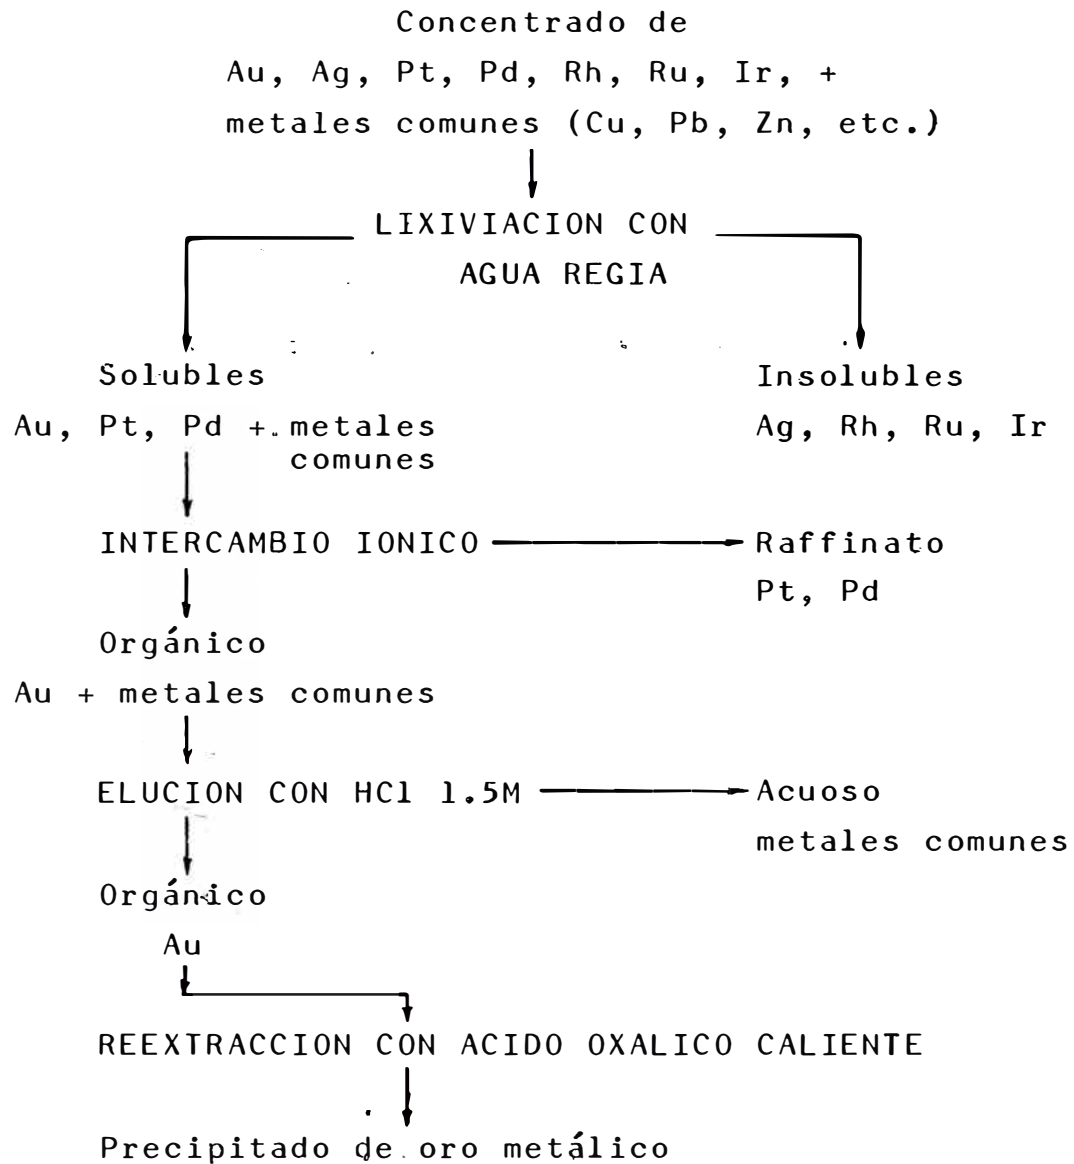 Concentrado de
Au, Ag, Pt, Pd, Rh, Ru, Ir, +
metales comunes (Cu, Pb, Zn, etc.)
LIXIVIACION CON
AGUA REGIA
Solubles
Au, Pt, Pd + metales
comunes
Insolubles
Ag, Rh, Ru, Ir
INTERCAMBIO IONICO
Raffinato
Pt, Pd
Orgánico
Au + metales comunes
ELUCION CON HCl 1.5M
Acuoso
metales comunes
Orgánico
Au
REEXTRACCION CON ACIDO OXALICO CALIENTE
Precipitado de oro metálico